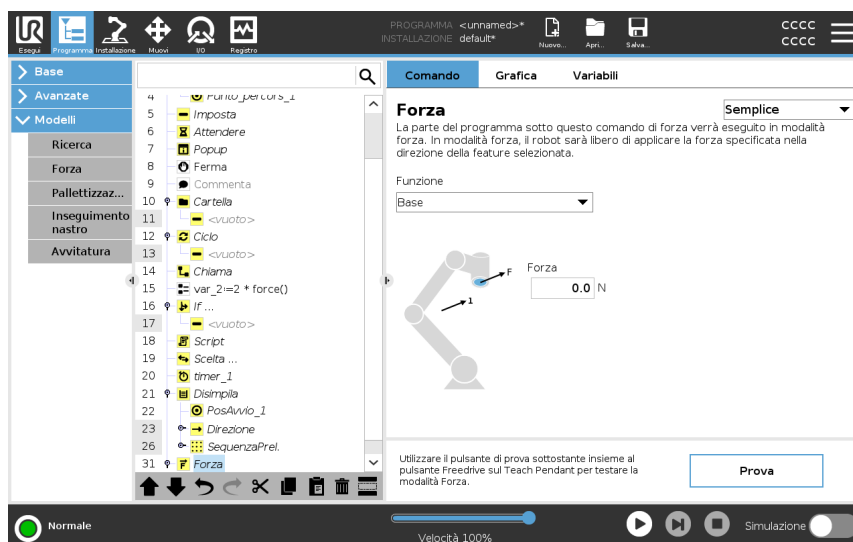 UR
PROGRAMMA <unnamed>*
INSTALLAZIONE default*
CCCC
CCCC
Esegui Programma Installazione Muovi I/O Registro
Nuovo... Apri... Salva...
Base
Avanzate
Modelli
Ricerca
Forza
Pallettizzaz...
Inseguimento
nastro
Avvitatura
4 Punto_percors_1
5 Imposta
6 Attendere
7 Popup
8 Ferma
9 Commenta
10 Cartella
11 <vuoto>
12 Ciclo
13 <vuoto>
14 Chiama
15 var_2:=2 * force()
16 If ...
17 <vuoto>
18 Script
19 Scelta ...
20 timer_1
21 Disimpila
22 PosAvvio_1
23 Direzione
26 SequenzaPrel.
31 Forza
Comando Grafica Variabili
Forza
Semplice
La parte del programma sotto questo comando di forza verrà eseguito in modalità
forza. In modalità forza, il robot sarà libero di applicare la forza specificata nella
direzione della feature selezionata.
Funzione
Base
F
1
Forza
0.0 N
Utilizzare il pulsante di prova sottostante insieme al
pulsante Freedrive sul Teach Pendant per testare la
modalità Forza.
Prova
Normale
Velocità 100%
Simulazione